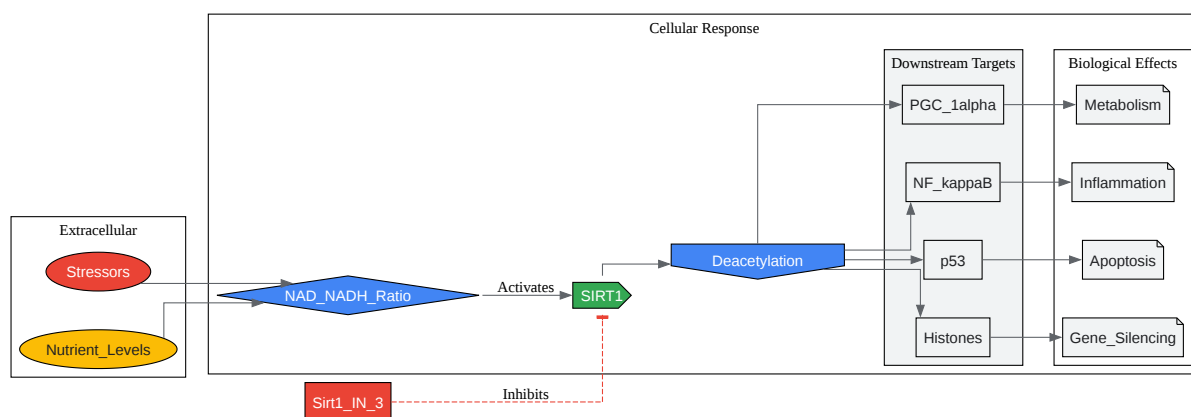 Cellular Response
Downstream Targets
Biological Effects
PGC_1alpha
Metabolism
NF_kappaB
Inflammation
Extracellular
Stressors
Deacetylation
p53
Apoptosis
NAD_NADH_Ratio
Activates
SIRT1
Nutrient_Levels
Histones
Gene_Silencing
Inhibits
Sirt1_IN_3